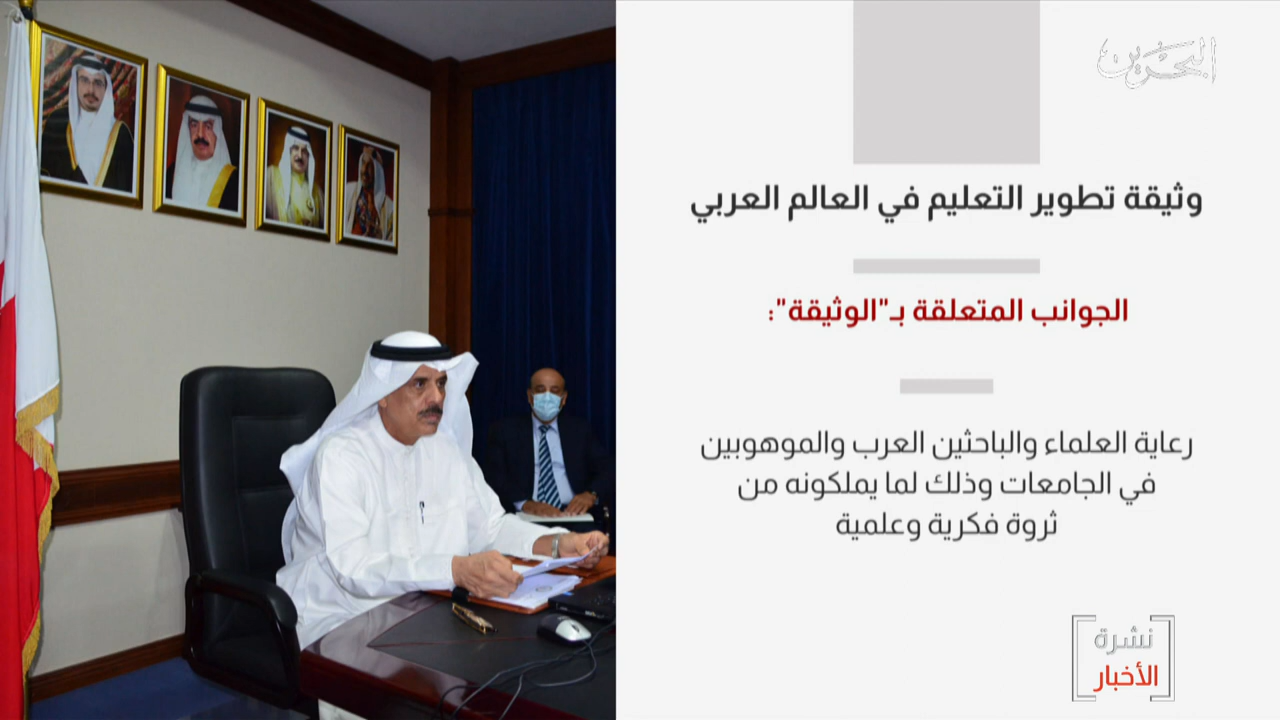 البحرين
وثيقة تطوير التعليم في العالم العربي
الجوانب المتعلقة بـ"الوثيقة":
رعاية العلماء والباحثين العرب والموهوبين
في الجامعات وذلك لما يملكونه من
ثروة فكرية وعلمية
نشرة
الأخبار